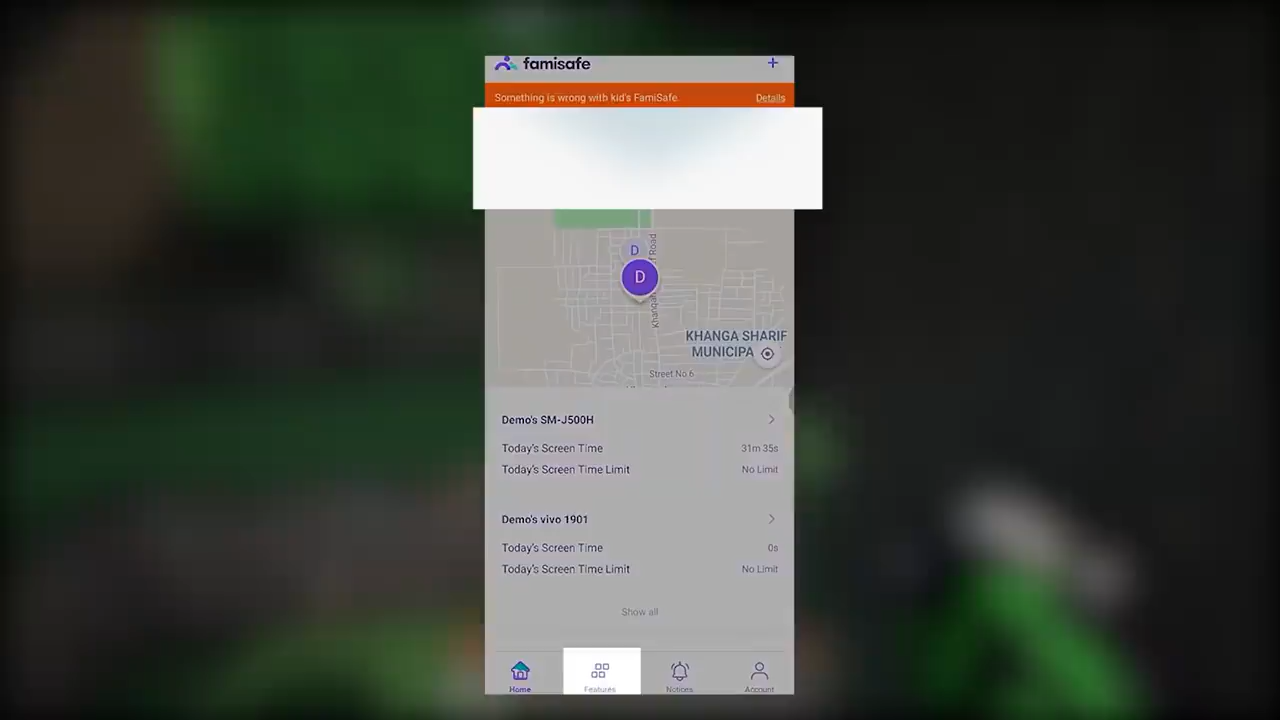 famisafe +
Something is wrong with kid's FamiSafe. Details
D
D
KHANGA SHARIF
MUNICIPA
Street No.6
Demo's SM-J500H
Today's Screen Time 31m 35s
Today's Screen Time Limit No Limit
Demo's vivo 1901
Today's Screen Time 0s
Today's Screen Time Limit No Limit
Show all
Home Features Notices Account